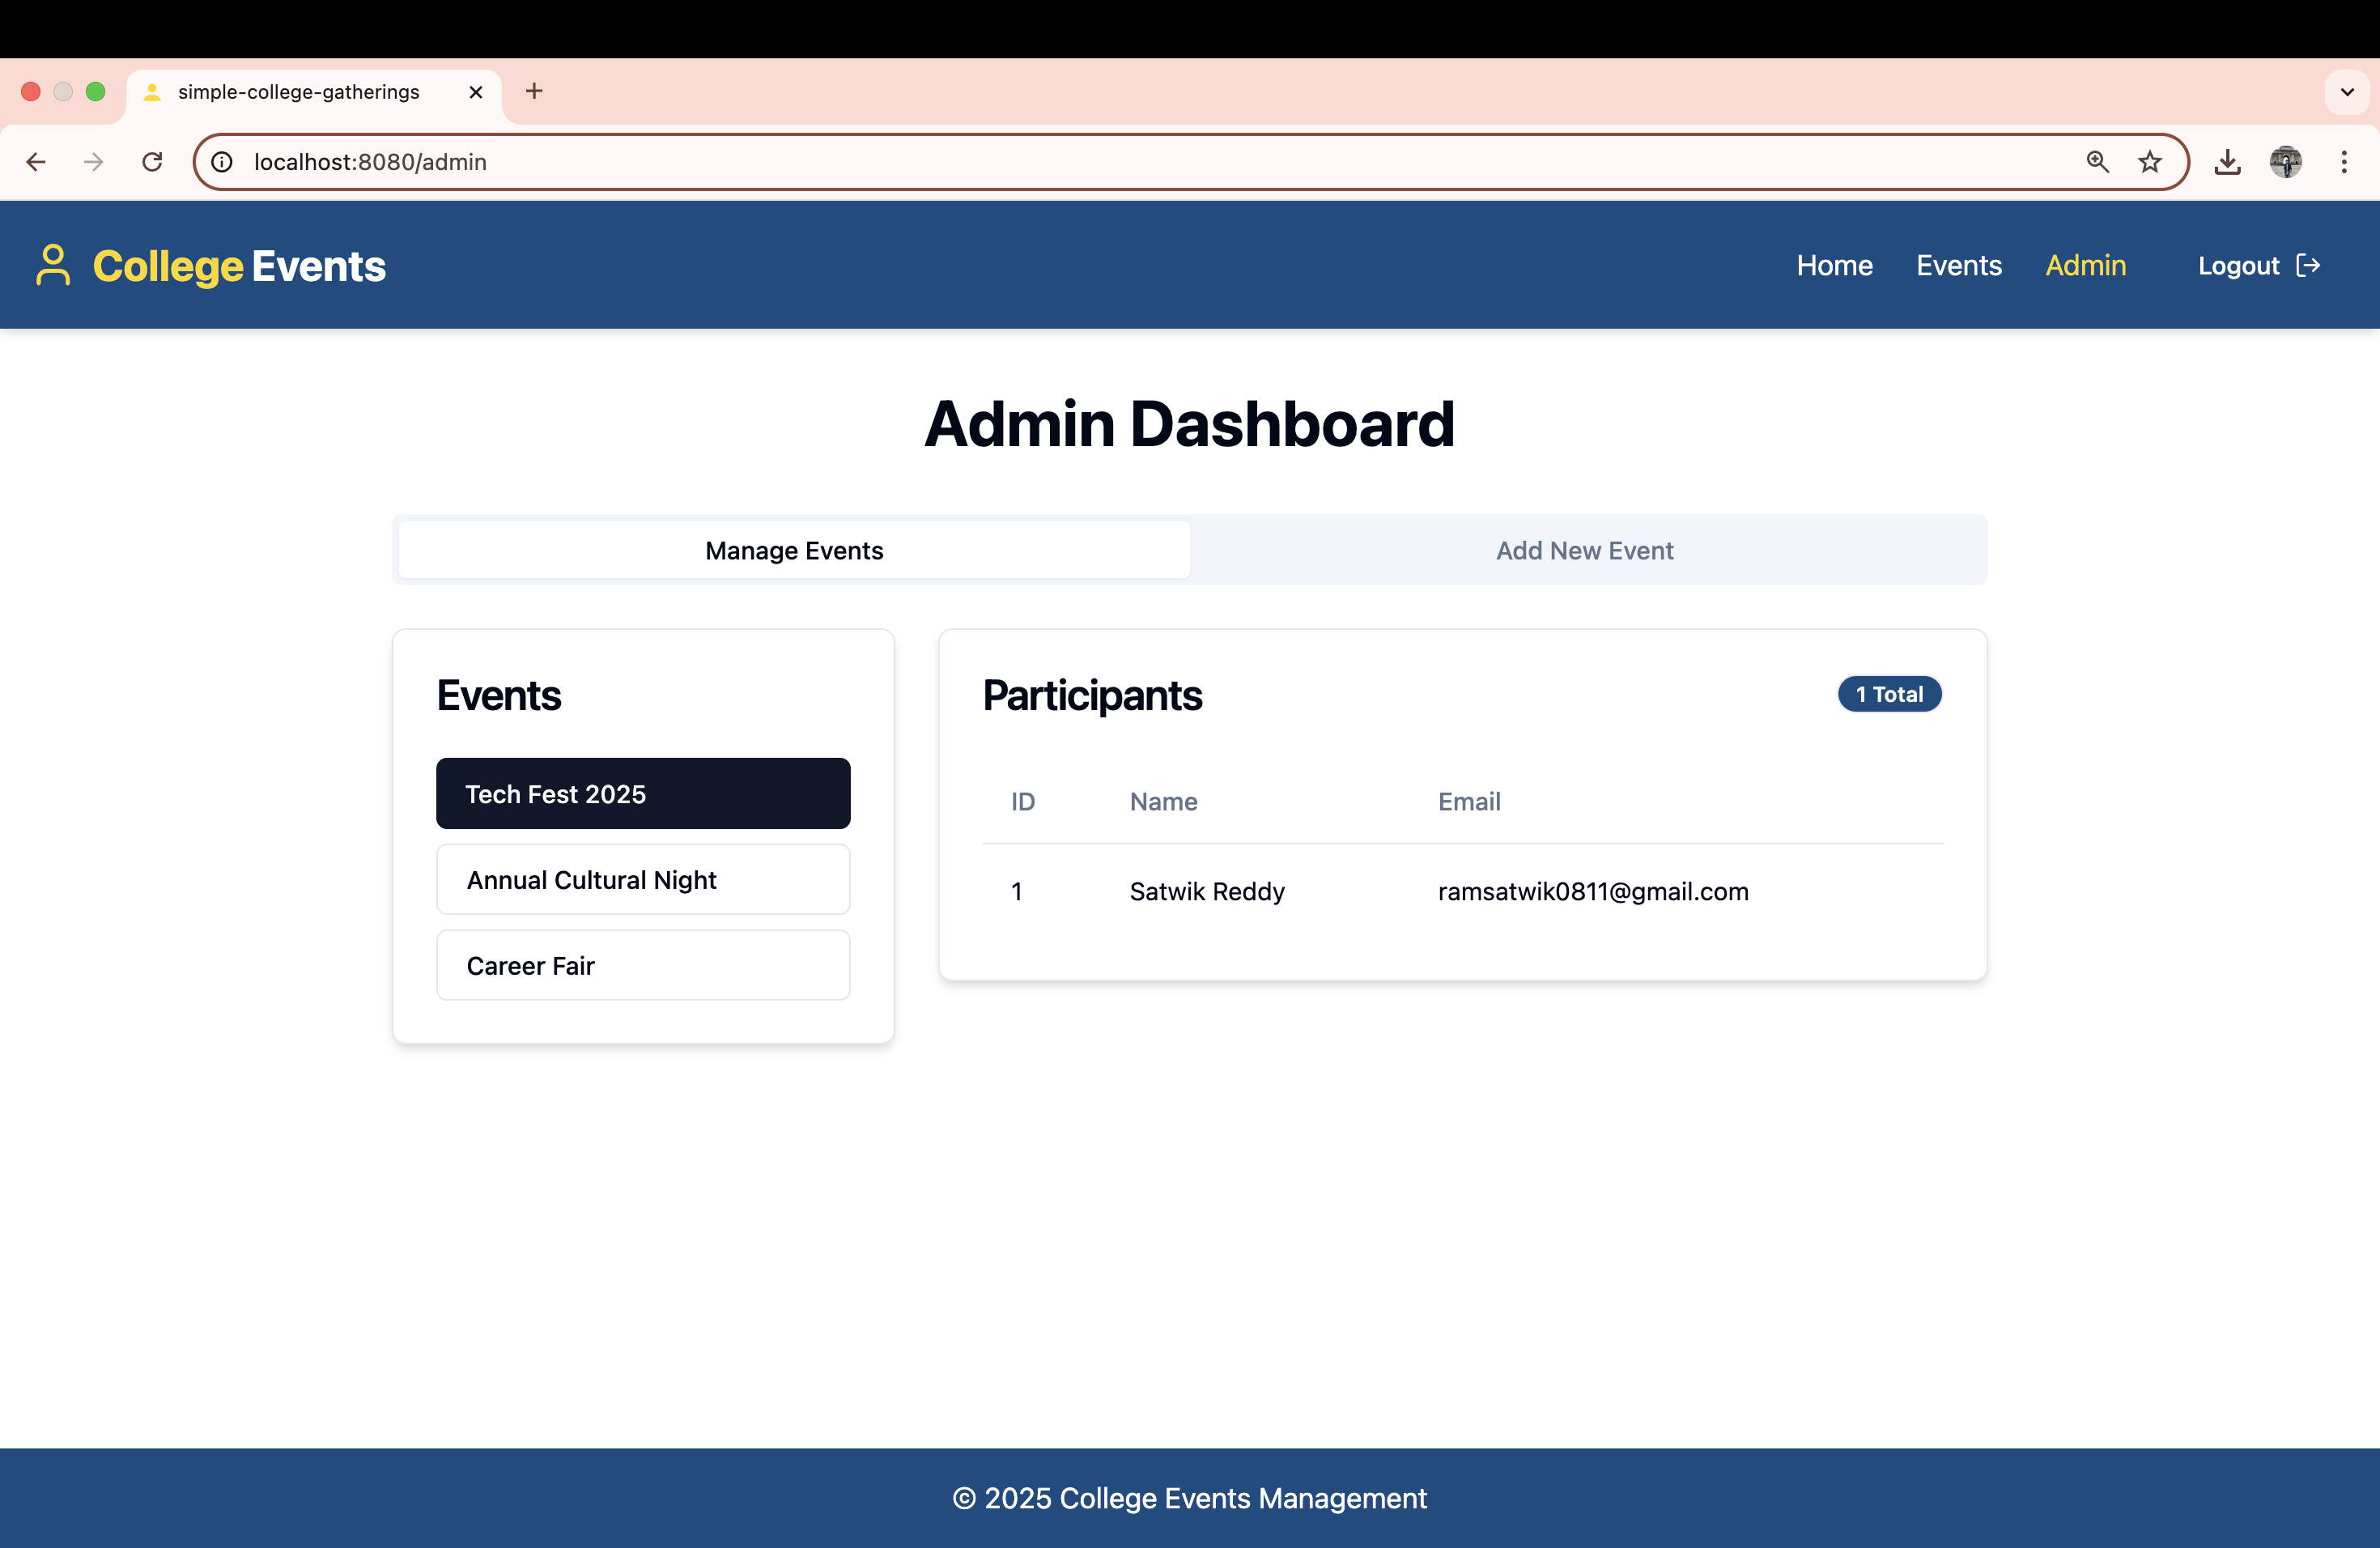 simple-college-gatherings
localhost:8080/admin
College Events
Home Events Admin Logout
Admin Dashboard
Manage Events Add New Event
Events
Tech Fest 2025
Annual Cultural Night
Career Fair
Participants 1 Total
ID Name Email
1 Satwik Reddy ramsatwik0811@gmail.com
© 2025 College Events Management